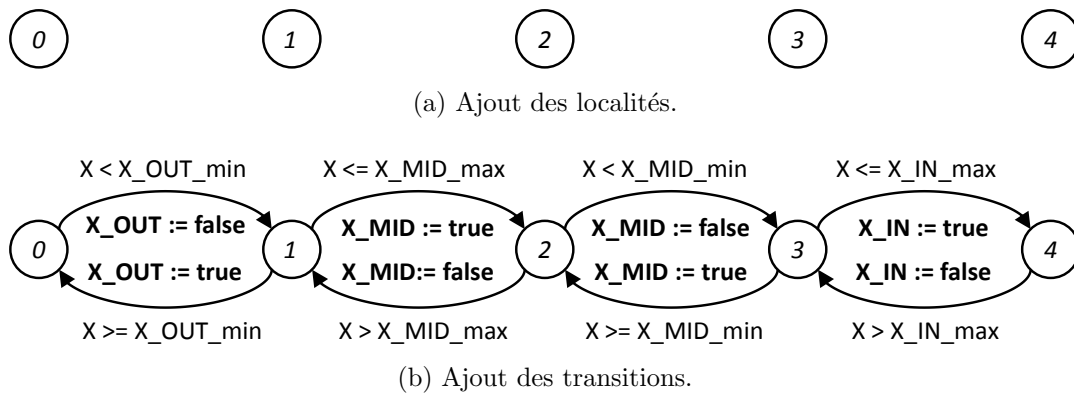 0 1 2 3 4
(a) Ajout des localités.
X < X_OUT_min X <= X_MID_max X < X_MID_min X <= X_IN_max
X_OUT := false X_MID := true X_MID := false X_IN := true
0 1 2 3 4
X_OUT := true X_MID:= false X_MID := true X_IN := false
X >= X_OUT_min X > X_MID_max X >= X_MID_min X > X_IN_max
(b) Ajout des transitions.